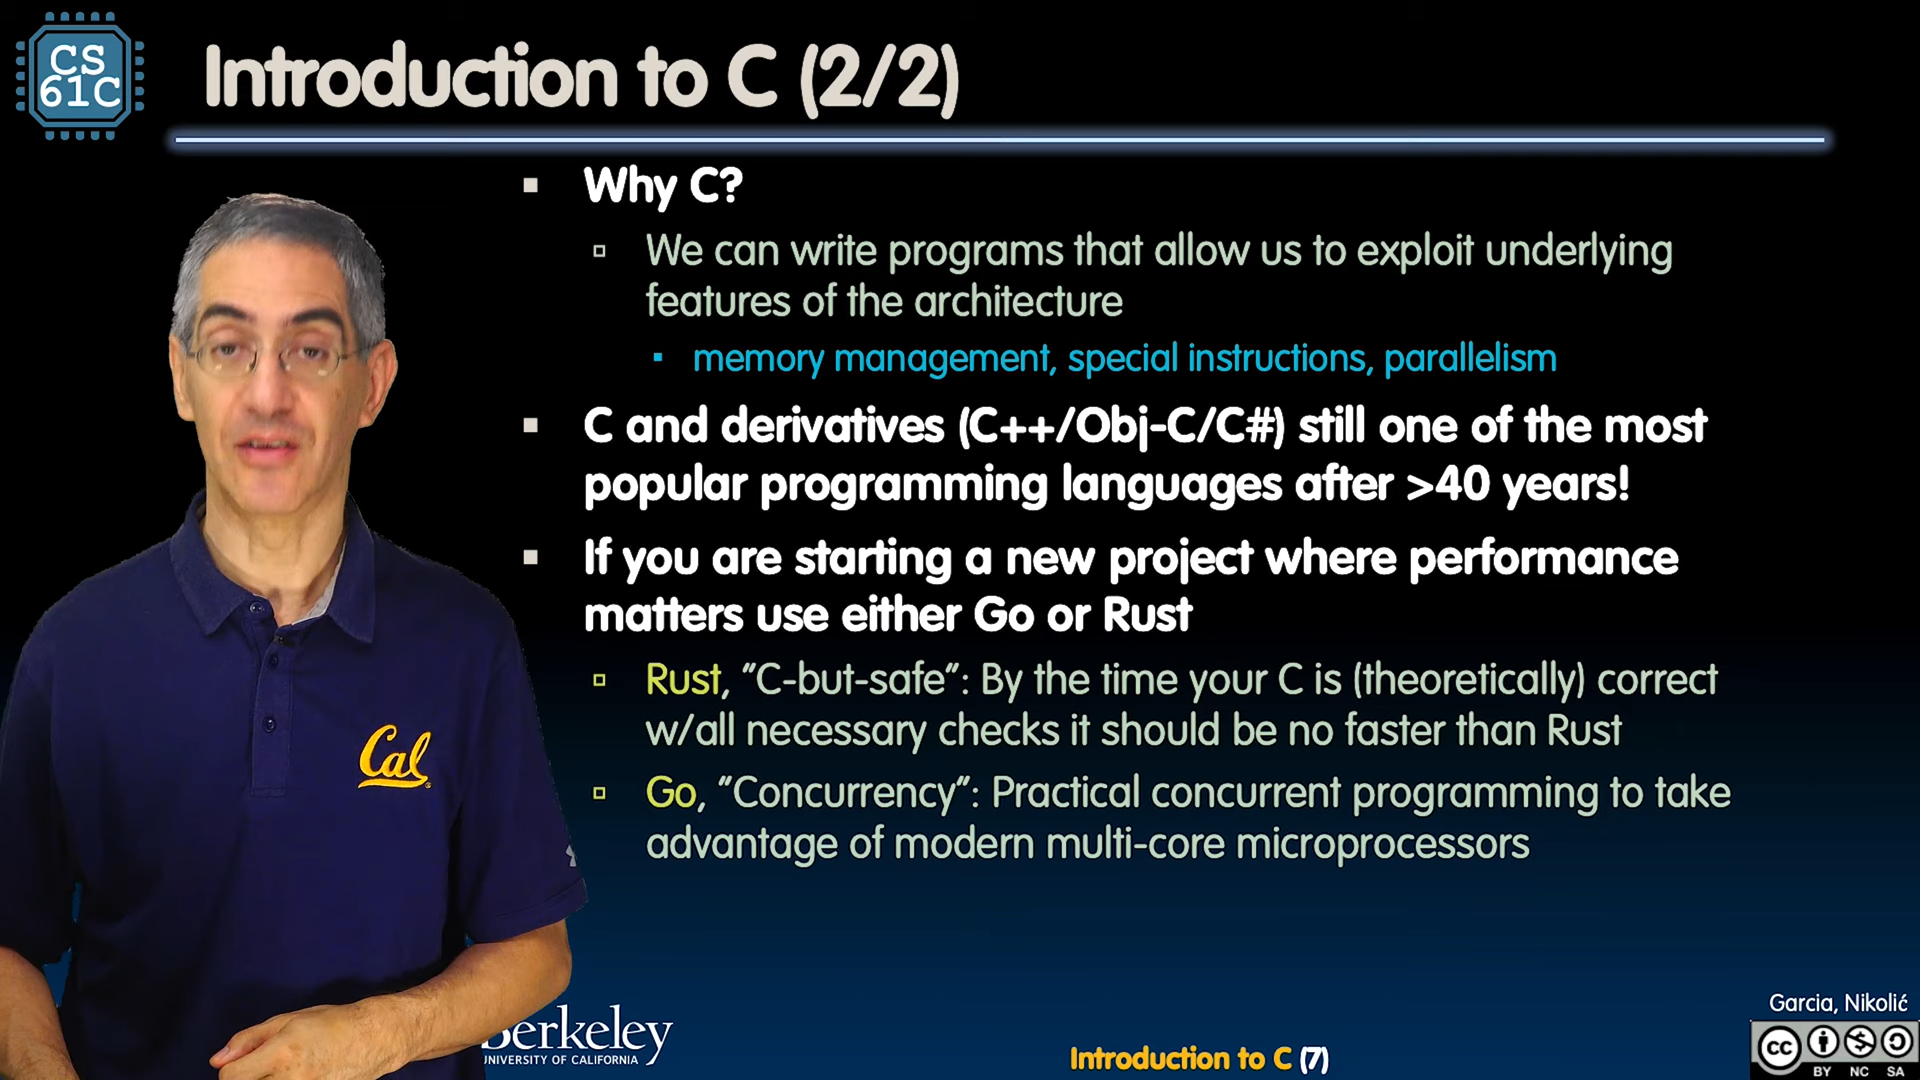 CS
61C
Introduction to C (2/2)
Why C?
We can write programs that allow us to exploit underlying
features of the architecture
memory management, special instructions, parallelism
C and derivatives (C++/Obj-C/C#) still one of the most
popular programming languages after >40 years!
If you are starting a new project where performance
matters use either Go or Rust
Rust, "C-but-safe": By the time your C is (theoretically) correct
w/all necessary checks it should be no faster than Rust
Go, "Concurrency": Practical concurrent programming to take
advantage of modern multi-core microprocessors
Cal
Berkeley
UNIVERSITY OF CALIFORNIA
Introduction to C (7)
Garcia, Nikolić
cc
BY NC SA